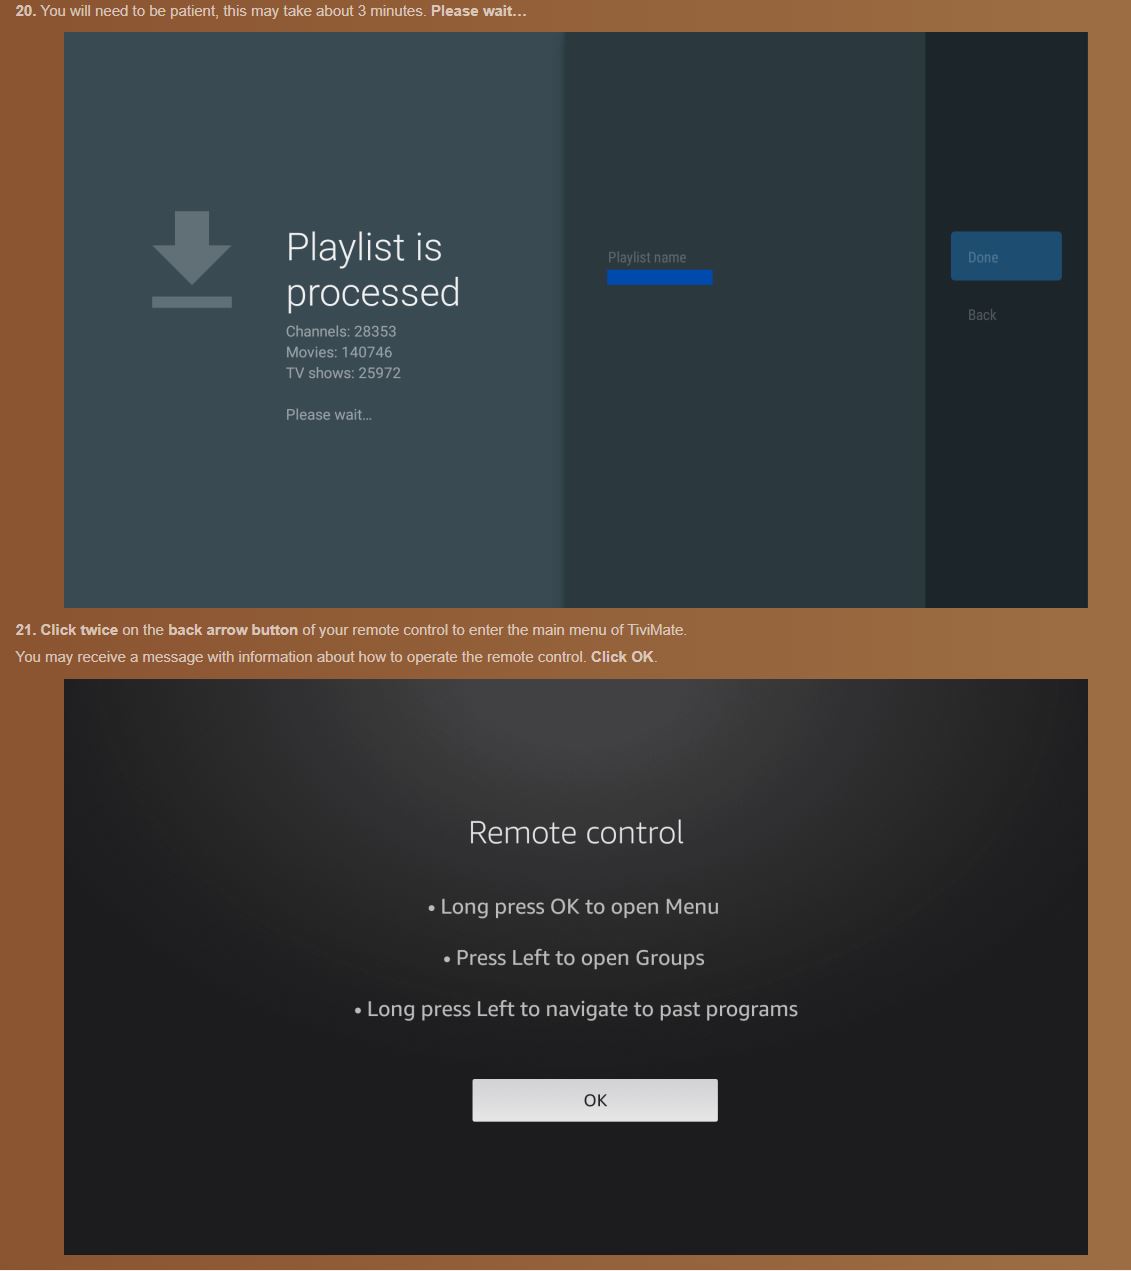 20. You will need to be patient, this may take about 3 minutes. Please wait…
Playlist is
processed
Channels: 28353
Movies: 140746
TV shows: 25972
Please wait…
Playlist name
Done
Back
21. Click twice on the back arrow button of your remote control to enter the main menu of TiviMate.
You may receive a message with information about how to operate the remote control. Click OK.
Remote control
• Long press OK to open Menu
• Press Left to open Groups
• Long press Left to navigate to past programs
OK